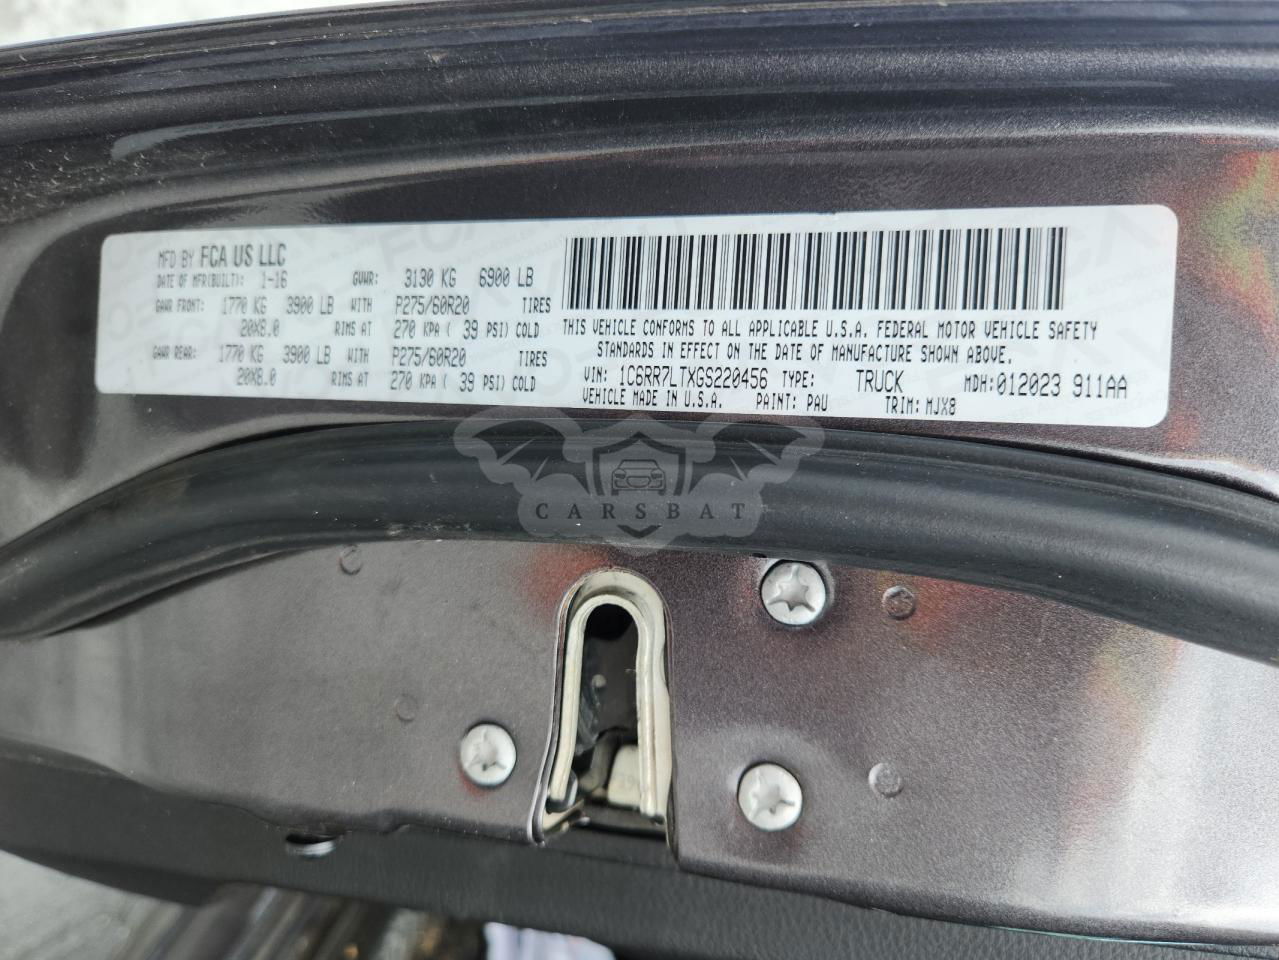 MFD BY FCA US LLC
DATE OF MFR(BUILT): 1-16 GVWR: 3130 KG 6900 LB
GAWR FRONT: 1770 KG 3900 LB WITH P275/60R20 TIRES
20X8.0 RIMS AT 270 KPA ( 39 PSI) COLD
GAWR REAR: 1770 KG 3900 LB WITH P275/60R20 TIRES
20X8.0 RIMS AT 270 KPA ( 39 PSI) COLD
THIS VEHICLE CONFORMS TO ALL APPLICABLE U.S.A. FEDERAL MOTOR VEHICLE SAFETY
STANDARDS IN EFFECT ON THE DATE OF MANUFACTURE SHOWN ABOVE.
VIN: 1C6RR7LTXGS220456 TYPE: TRUCK MDH:012023 911AA
VEHICLE MADE IN U.S.A. PAINT: PAU TRIM: MJX8
CARSBAT